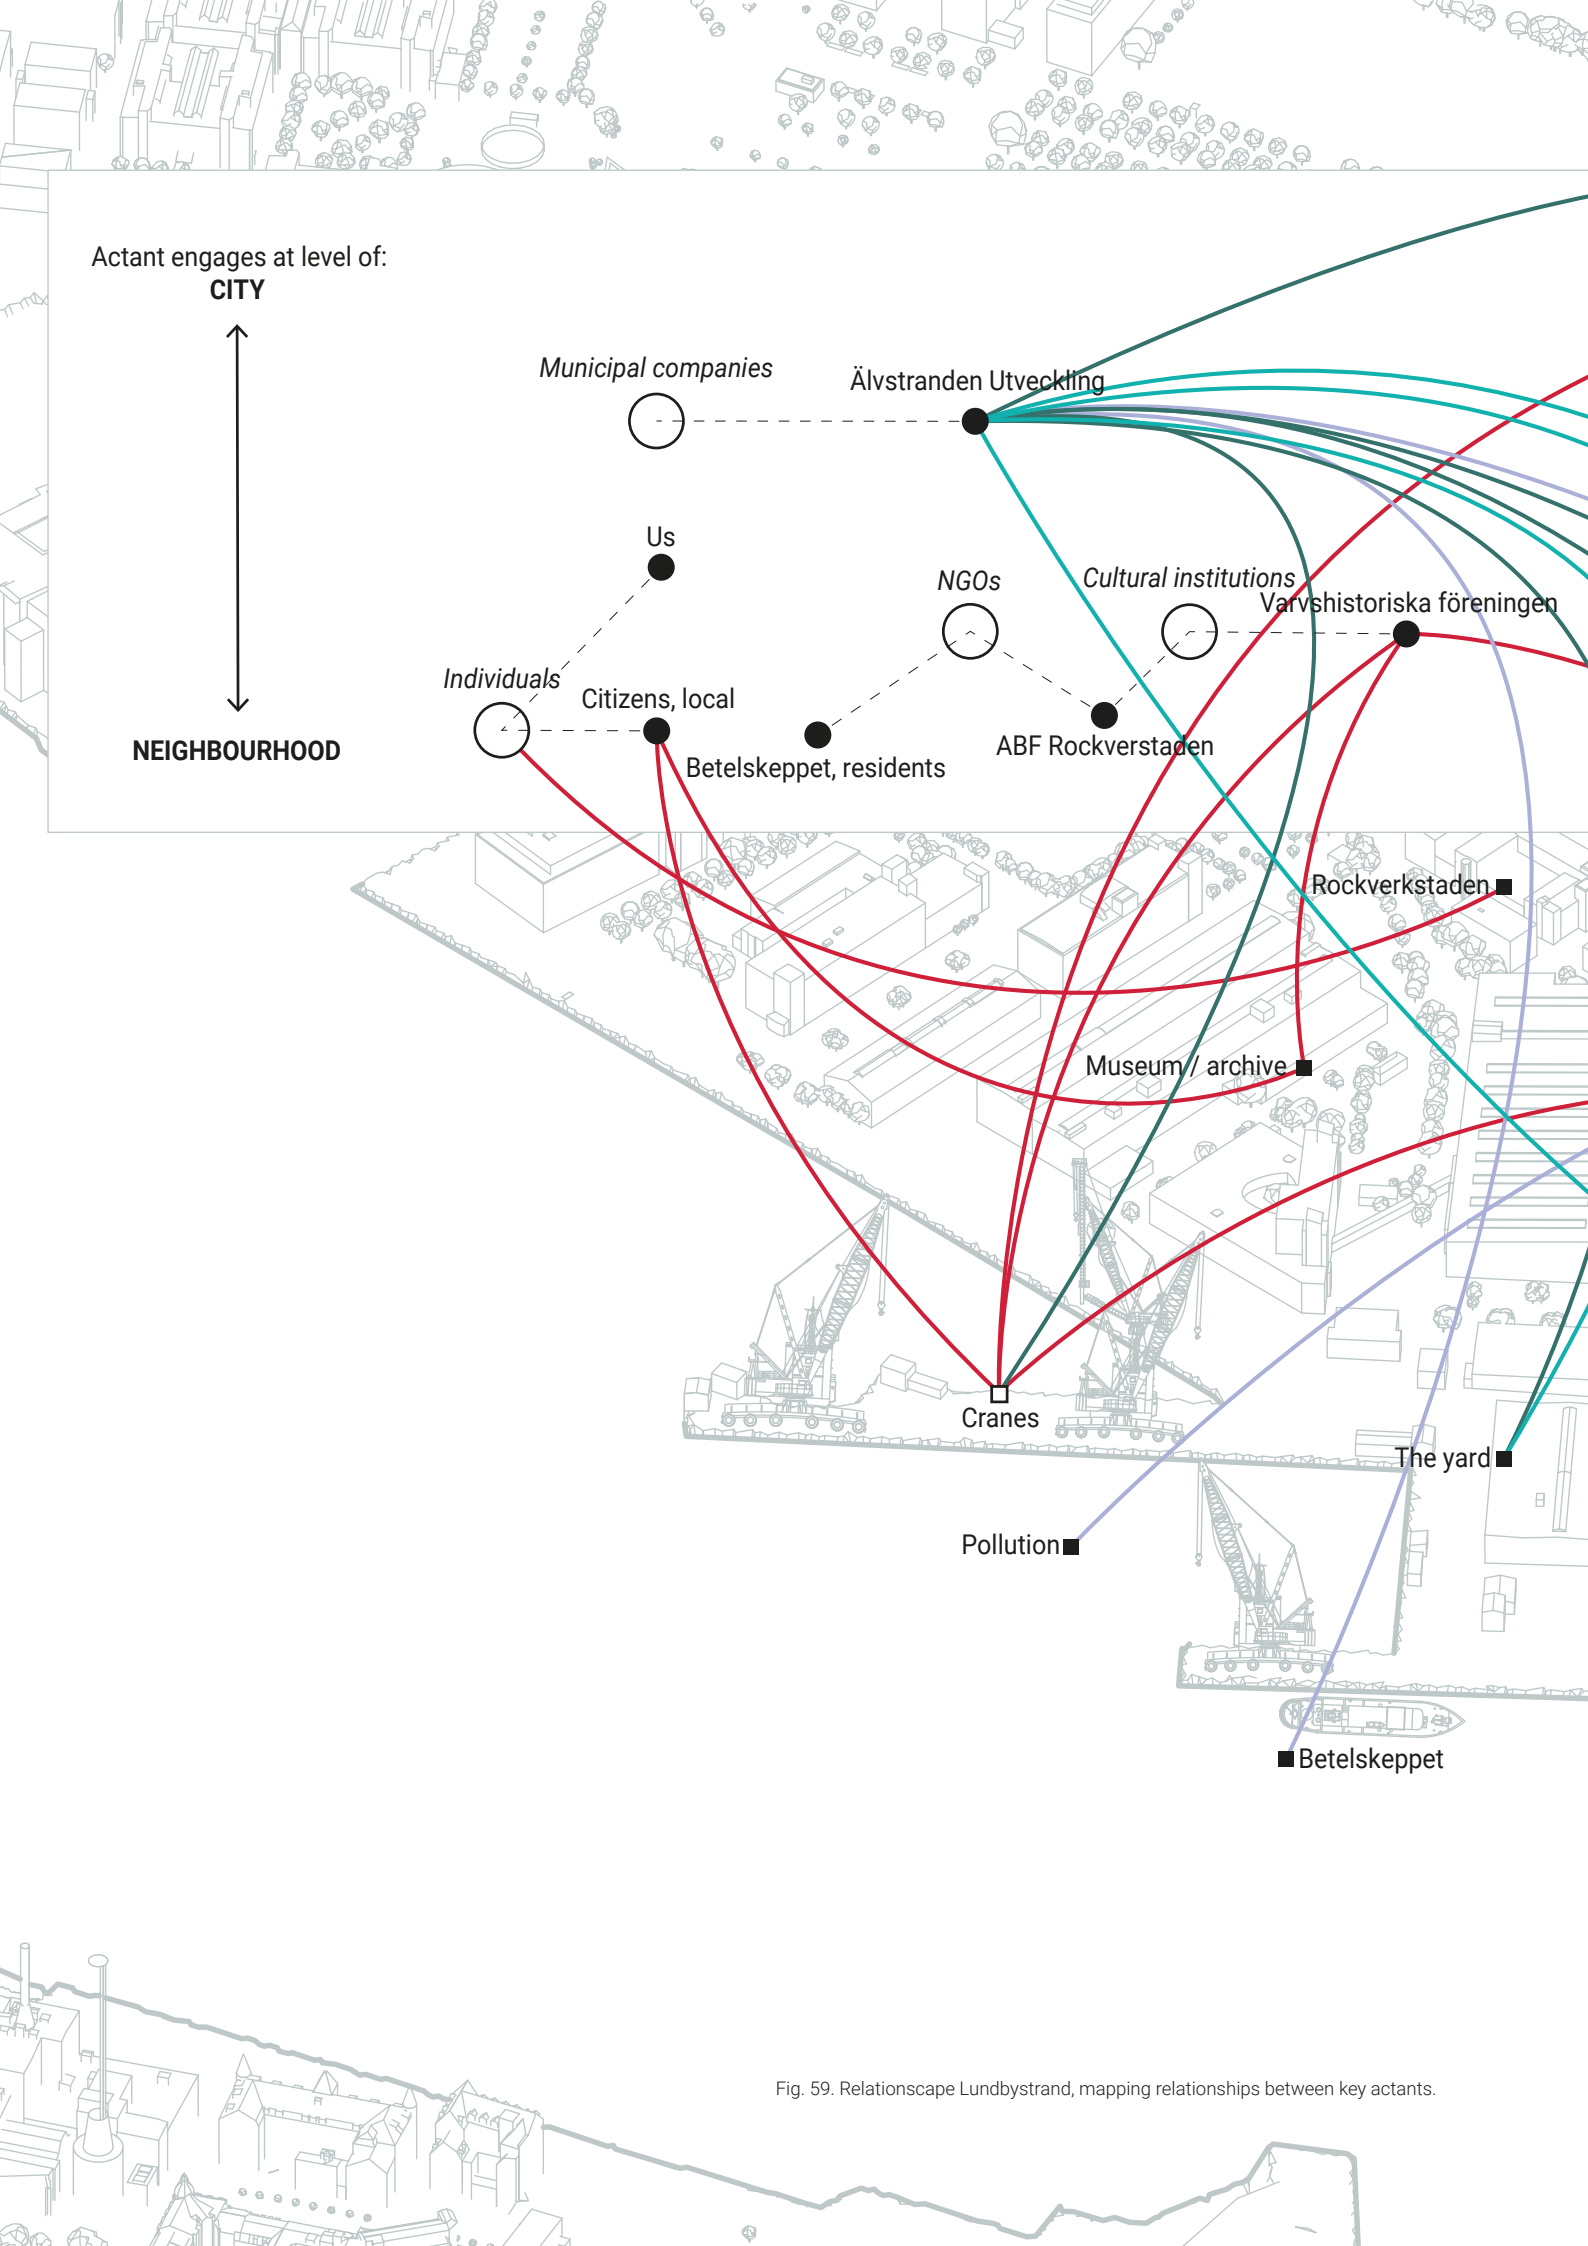 Actant engages at level of:
CITY
Municipal companies
Älvstranden Utveckling
Us
NGOs
Cultural institutions
Varvshistoriska föreningen
Individuals
Citizens, local
NEIGHBOURHOOD
Betelskeppet, residents
ABF Rockverstaden
Rockverkstaden
Museum / archive
Cranes
The yard
Pollution
Betelskeppet
Fig. 59. Relationscape Lundbystrand, mapping relationships between key actants.